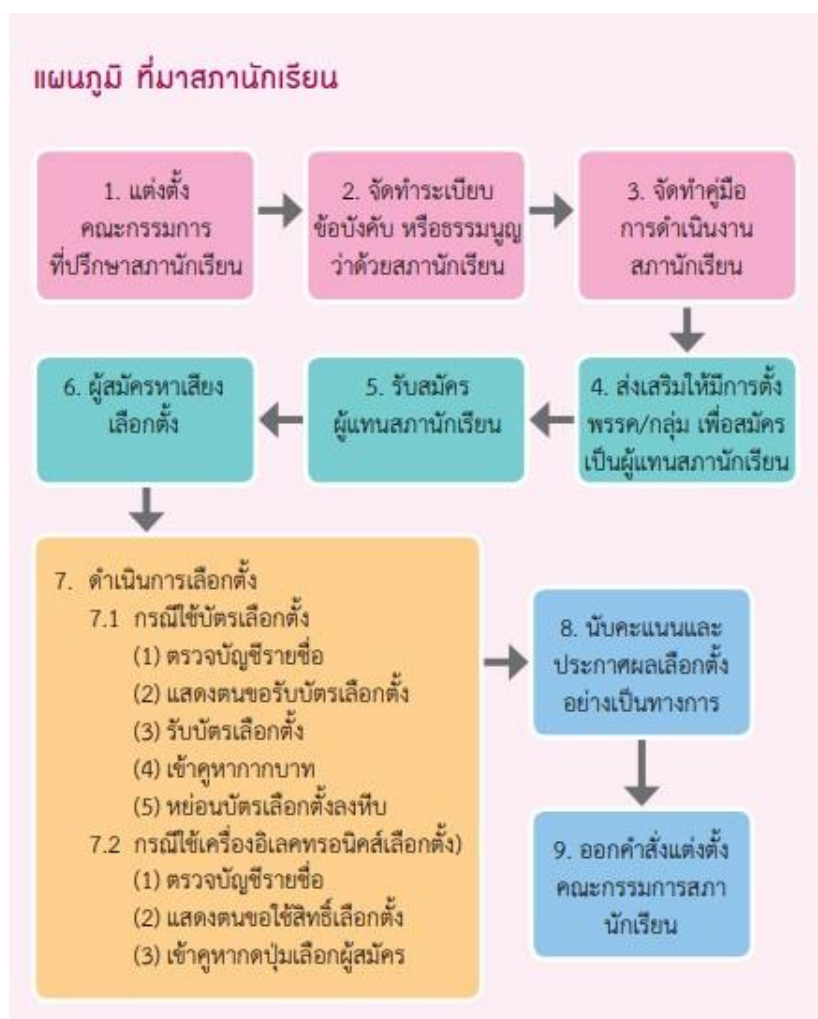 แผนภูมิ ที่มาสภานักเรียน
1. แต่งตั้ง
คณะกรรมการ
ที่ปรึกษาสภานักเรียน
2. จัดทำระเบียบ
ข้อบังคับ หรือธรรมนูญ
ว่าด้วยสภานักเรียน
3. จัดทำคู่มือ
การดำเนินงาน
สภานักเรียน
4. ส่งเสริมให้มีการตั้ง
พรรค/กลุ่ม เพื่อสมัคร
เป็นผู้แทนสภานักเรียน
5. รับสมัคร
ผู้แทนสภานักเรียน
6. ผู้สมัครหาเสียง
เลือกตั้ง
7. ดำเนินการเลือกตั้ง
7.1 กรณีใช้บัตรเลือกตั้ง
(1) ตรวจบัญชีรายชื่อ
(2) แสดงตนขอรับบัตรเลือกตั้ง
(3) รับบัตรเลือกตั้ง
(4) เข้าคูหากากบาท
(5) หย่อนบัตรเลือกตั้งลงหีบ
7.2 กรณีใช้เครื่องอิเลคทรอนิคส์เลือกตั้ง)
(1) ตรวจบัญชีรายชื่อ
(2) แสดงตนขอใช้สิทธิ์เลือกตั้ง
(3) เข้าคูหากดปุ่มเลือกผู้สมัคร
8. นับคะแนนและ
ประกาศผลเลือกตั้ง
อย่างเป็นทางการ
9. ออกคำสั่งแต่งตั้ง
คณะกรรมการสภา
นักเรียน